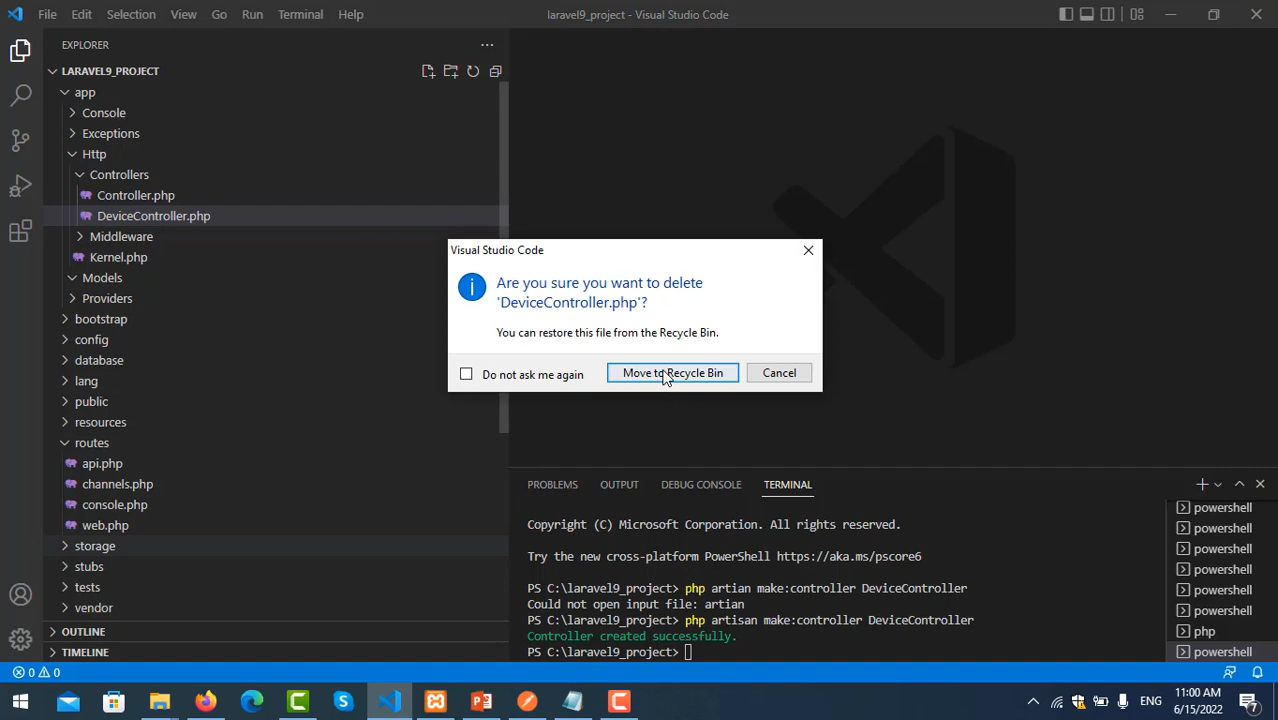 File Edit Selection View Go Run Terminal Help
laravel9_project - Visual Studio Code
EXPLORER
LARAVEL9_PROJECT
app
Console
Exceptions
Http
Controllers
Controller.php
DeviceController.php
Middleware
Kernel.php
Models
Providers
bootstrap
config
database
lang
public
resources
routes
api.php
channels.php
console.php
web.php
storage
stubs
tests
vendor
OUTLINE
TIMELINE
Visual Studio Code
Are you sure you want to delete
'DeviceController.php'?
You can restore this file from the Recycle Bin.
Do not ask me again
Move to Recycle Bin
Cancel
PROBLEMS OUTPUT DEBUG CONSOLE TERMINAL
Copyright (C) Microsoft Corporation. All rights reserved.
Try the new cross-platform PowerShell https://aka.ms/pscore6
PS C:\laravel9_project> php artian make:controller DeviceController
Could not open input file: artian
PS C:\laravel9_project> php artisan make:controller DeviceController
Controller created successfully.
PS C:\laravel9_project>
powershell
powershell
powershell
powershell
powershell
powershell
php
powershell
0 0
ENG
11:00 AM
6/15/2022
7